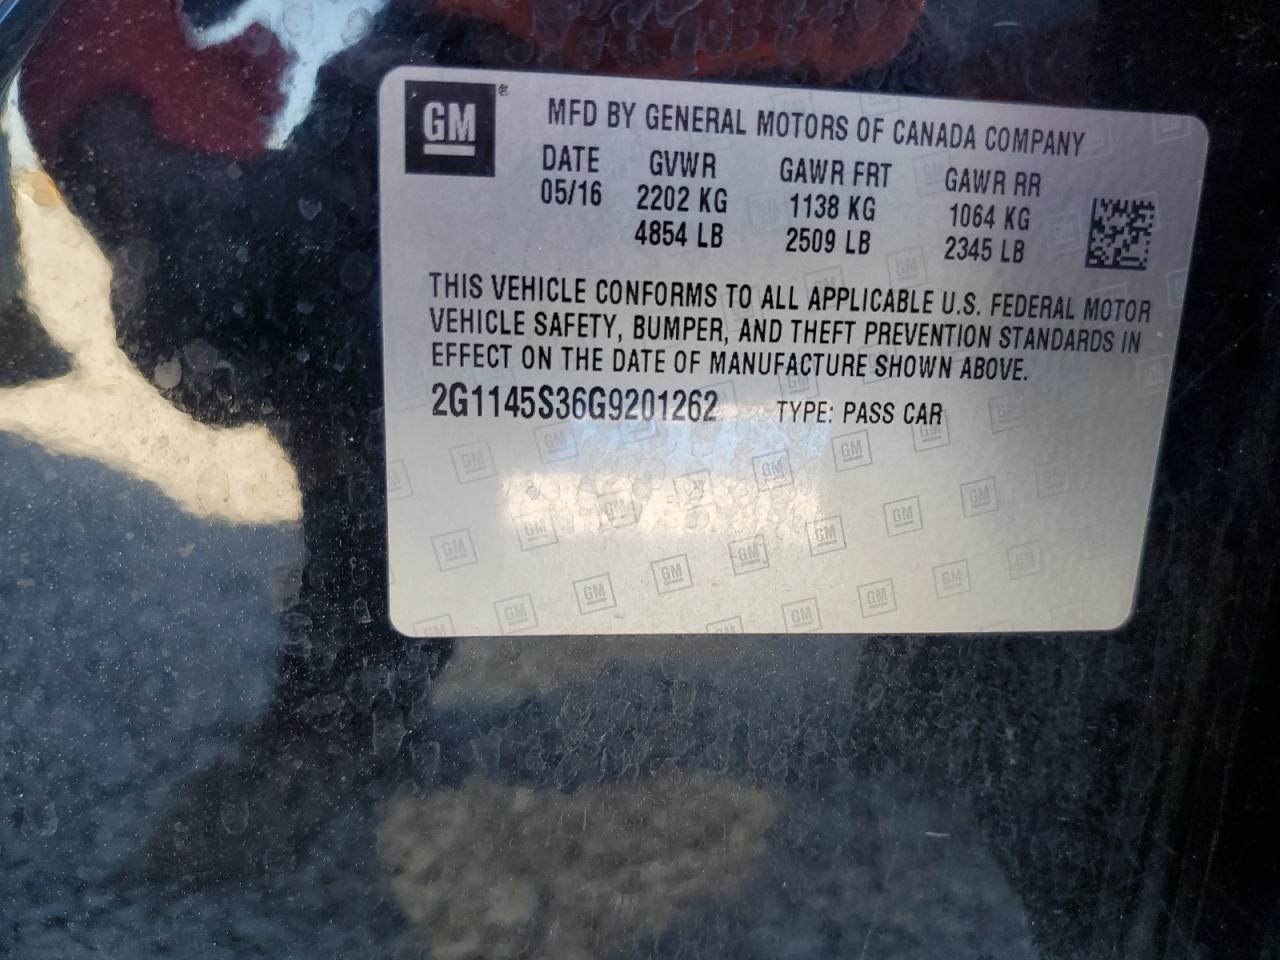 GM®
MFD BY GENERAL MOTORS OF CANADA COMPANY
DATE GVWR GAWR FRT GAWR RR
05/16 2202 KG 1138 KG 1064 KG
4854 LB 2509 LB 2345 LB
THIS VEHICLE CONFORMS TO ALL APPLICABLE U.S. FEDERAL MOTOR
VEHICLE SAFETY, BUMPER, AND THEFT PREVENTION STANDARDS IN
EFFECT ON THE DATE OF MANUFACTURE SHOWN ABOVE.
2G1145S36G9201262 TYPE: PASS CAR